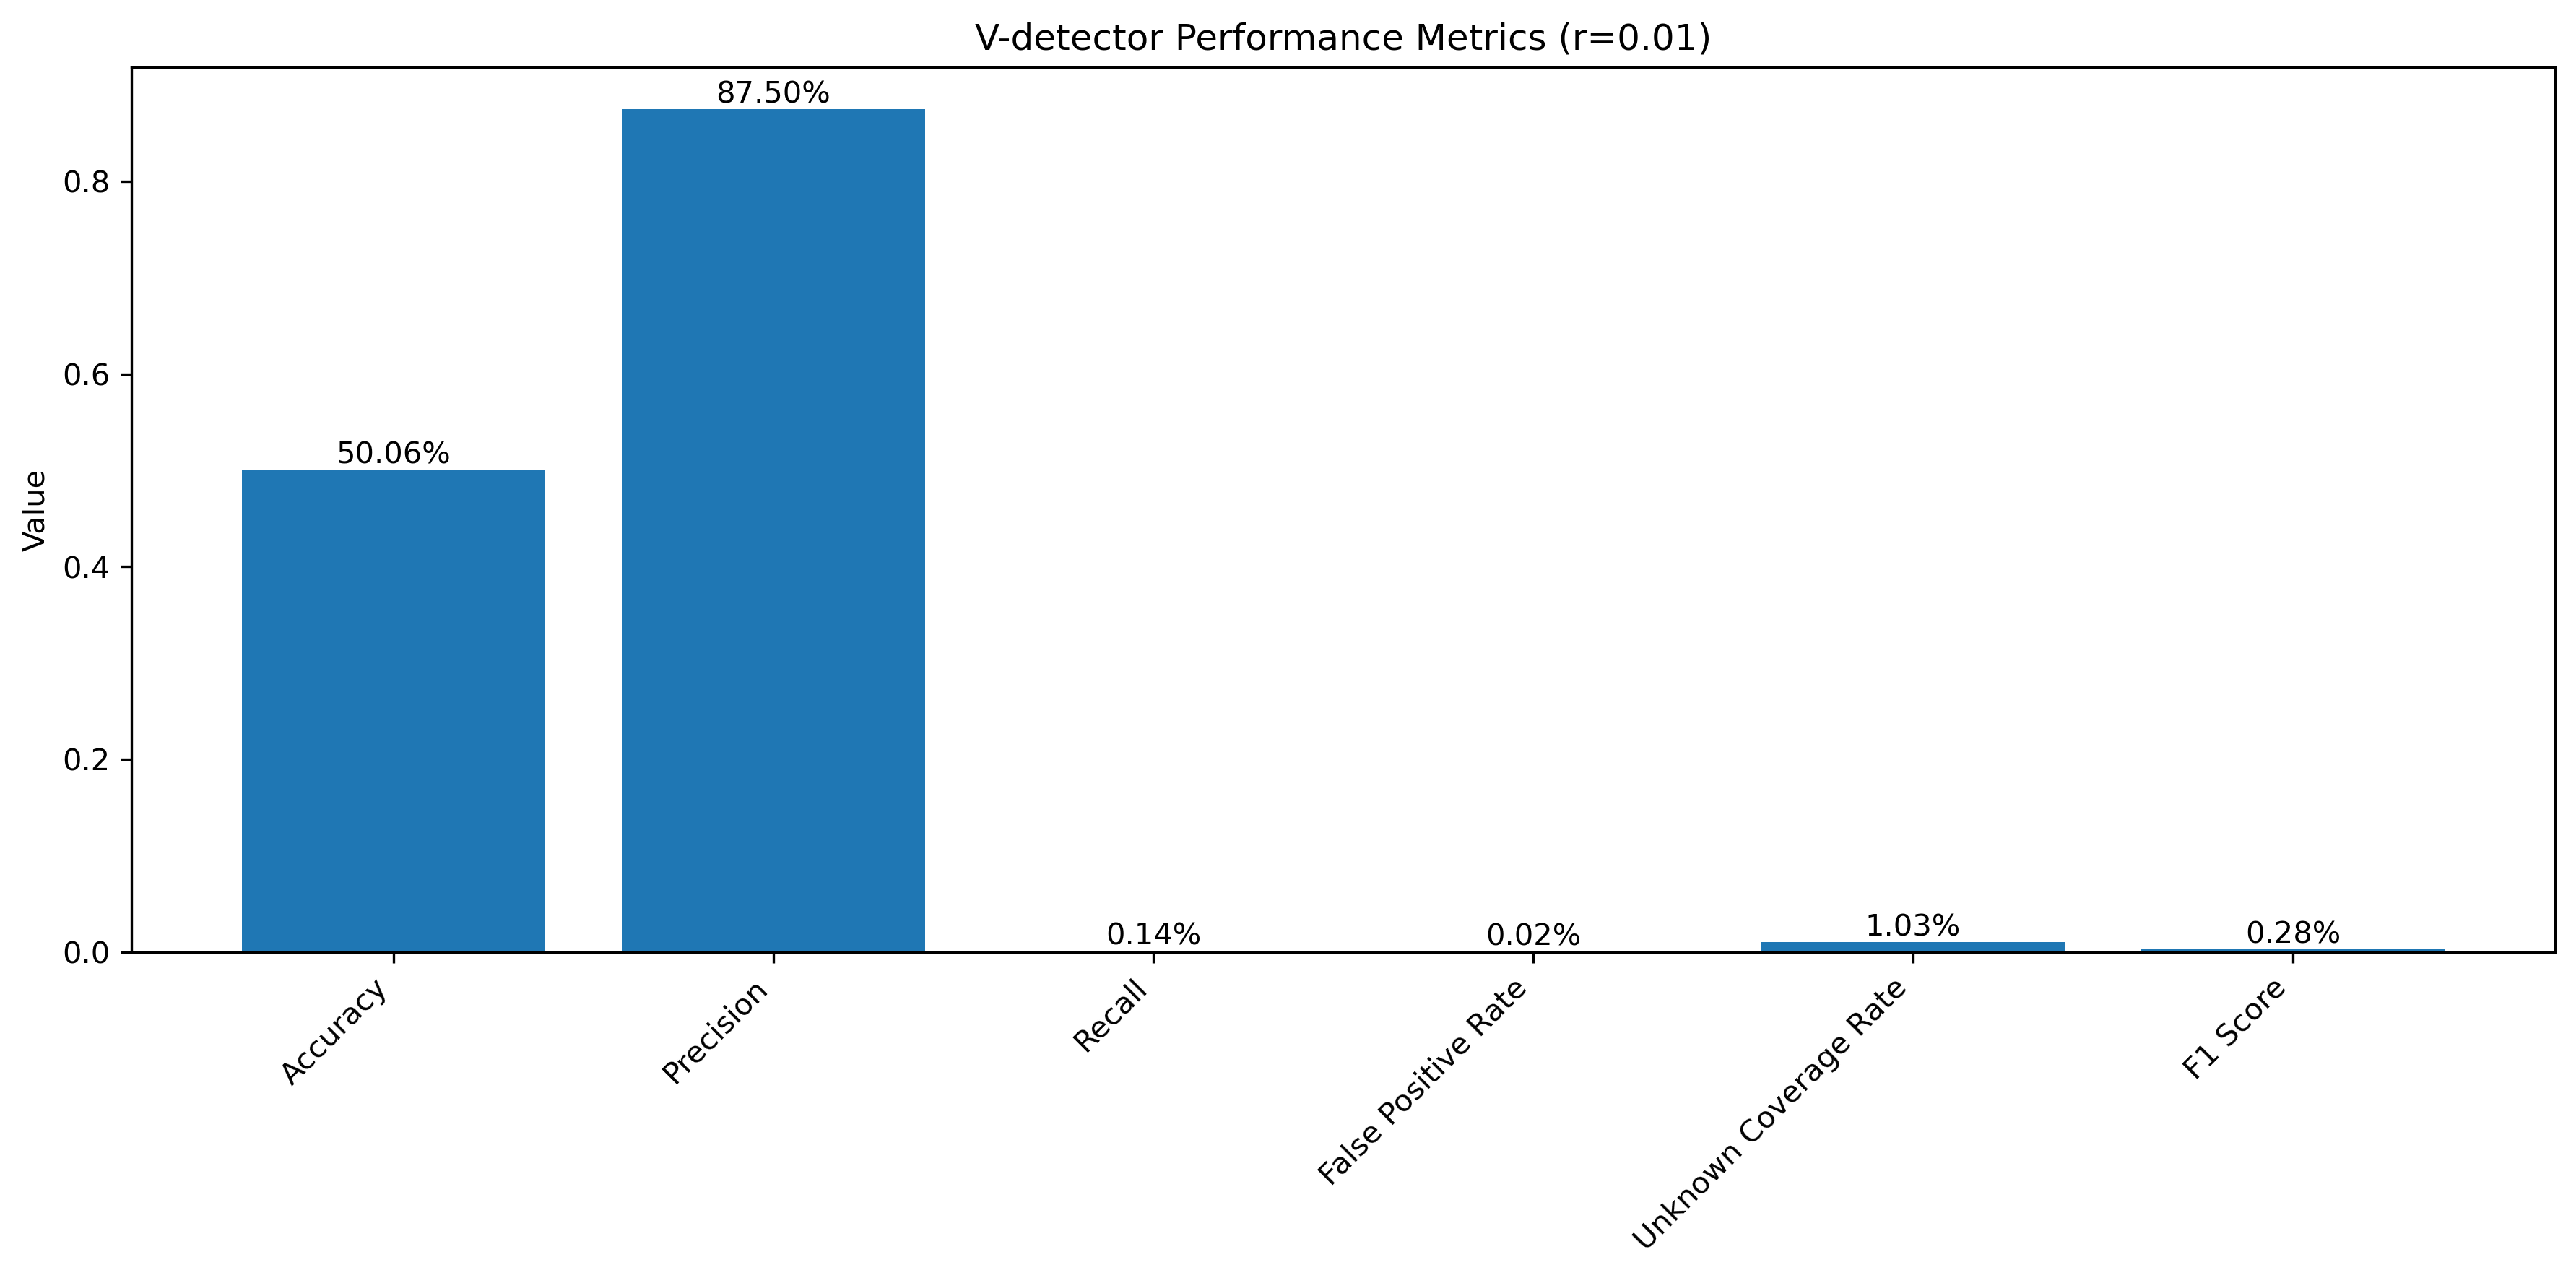 V-detector Performance Metrics (r=0.01)
Value
0.8
0.6
0.4
0.2
0.0
50.06%
87.50%
0.14%
0.02%
1.03%
0.28%
Accuracy
Precision
Recall
False Positive Rate
Unknown Coverage Rate
F1 Score